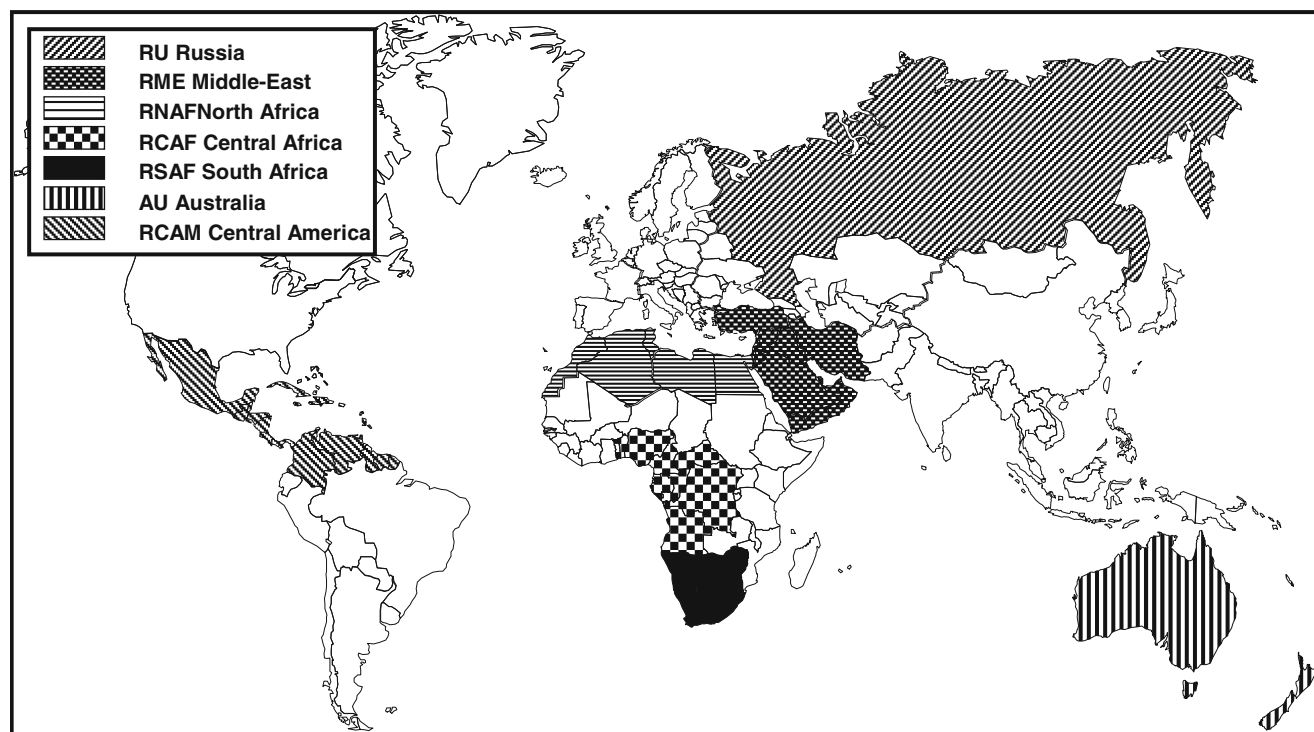 RU Russia
RME Middle-East
RNAFNorth Africa
RCAF Central Africa
RSAF South Africa
AU Australia
RCAM Central America